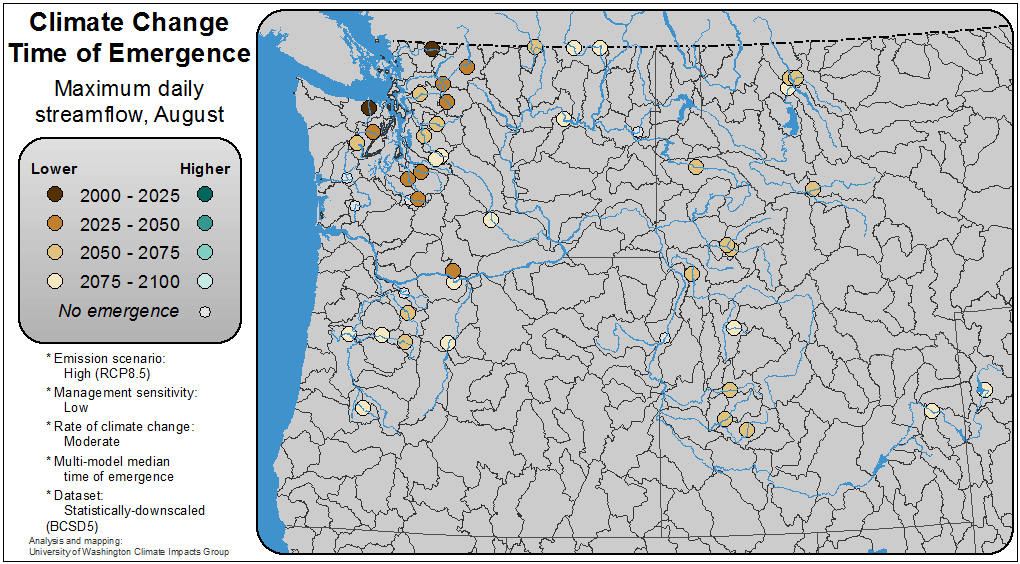 Climate Change
Time of Emergence
Maximum daily
streamflow, August
Lower Higher
2000 - 2025
2025 - 2050
2050 - 2075
2075 - 2100
No emergence
* Emission scenario:
High (RCP8.5)
* Management sensitivity:
Low
* Rate of climate change:
Moderate
* Multi-model median
time of emergence
* Dataset:
Statistically-downscaled
(BCSD5)
Analysis and mapping:
University of Washington Climate Impacts Group